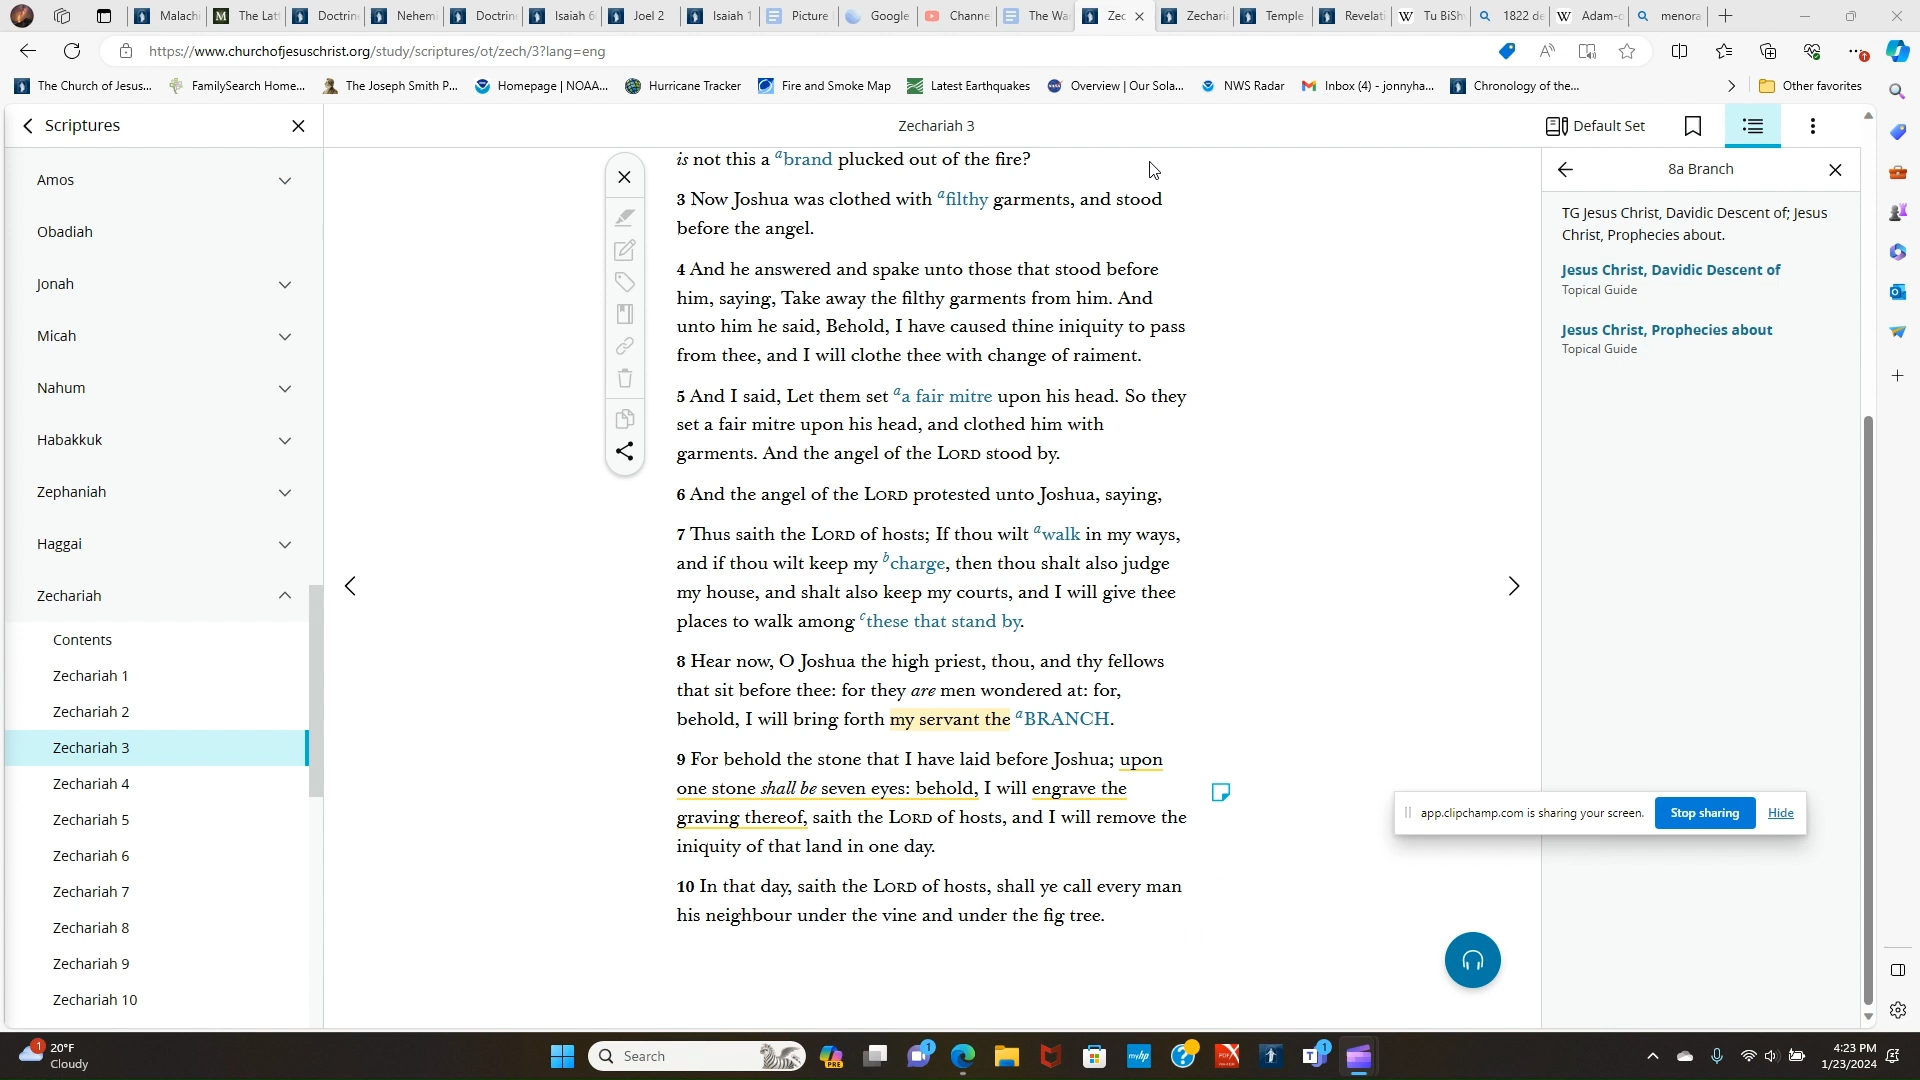 Malachi
The Latt
Doctrine
Nehemi
Doctrine
Isaiah 6
Joel 2
Isaiah 1
Picture
Google
Channe
The Wa
Zec
Zechari
Temple
Revelat
Tu BiSh
1822 de
Adam-
menora
https://www.churchofjesuschrist.org/study/scriptures/ot/zech/3?lang=eng
The Church of Jesus...
FamilySearch Home...
The Joseph Smith P...
Homepage | NOAA...
Hurricane Tracker
Fire and Smoke Map
Latest Earthquakes
Overview | Our Sola...
NWS Radar
Inbox (4) - jonnyha...
Chronology of the...
Other favorites
Scriptures
Zechariah 3
Default Set
Amos
Obadiah
Jonah
Micah
Nahum
Habakkuk
Zephaniah
Haggai
Zechariah
Contents
Zechariah 1
Zechariah 2
Zechariah 3
Zechariah 4
Zechariah 5
Zechariah 6
Zechariah 7
Zechariah 8
Zechariah 9
Zechariah 10
is not this a a brand plucked out of the fire?
3 Now Joshua was clothed with a filthy garments, and stood
before the angel.
4 And he answered and spake unto those that stood before
him, saying, Take away the filthy garments from him. And
unto him he said, Behold, I have caused thine iniquity to pass
from thee, and I will clothe thee with change of raiment.
5 And I said, Let them set a a fair mitre upon his head. So they
set a fair mitre upon his head, and clothed him with
garments. And the angel of the LORD stood by.
6 And the angel of the LORD protested unto Joshua, saying,
7 Thus saith the LORD of hosts; If thou wilt a walk in my ways,
and if thou wilt keep my b charge, then thou shalt also judge
my house, and shalt also keep my courts, and I will give thee
places to walk among c these that stand by.
8 Hear now, O Joshua the high priest, thou, and thy fellows
that sit before thee: for they are men wondered at: for,
behold, I will bring forth my servant the a BRANCH.
9 For behold the stone that I have laid before Joshua; upon
one stone shall be seven eyes: behold, I will engrave the
graving thereof, saith the LORD of hosts, and I will remove the
iniquity of that land in one day.
10 In that day, saith the LORD of hosts, shall ye call every man
his neighbour under the vine and under the fig tree.
8a Branch
TG Jesus Christ, Davidic Descent of; Jesus
Christ, Prophecies about.
Jesus Christ, Davidic Descent of
Topical Guide
Jesus Christ, Prophecies about
Topical Guide
app.clipchamp.com is sharing your screen.
Stop sharing
Hide
1
20°F
Cloudy
Search
PRE
1
myhp
1
4:23 PM
1/23/2024